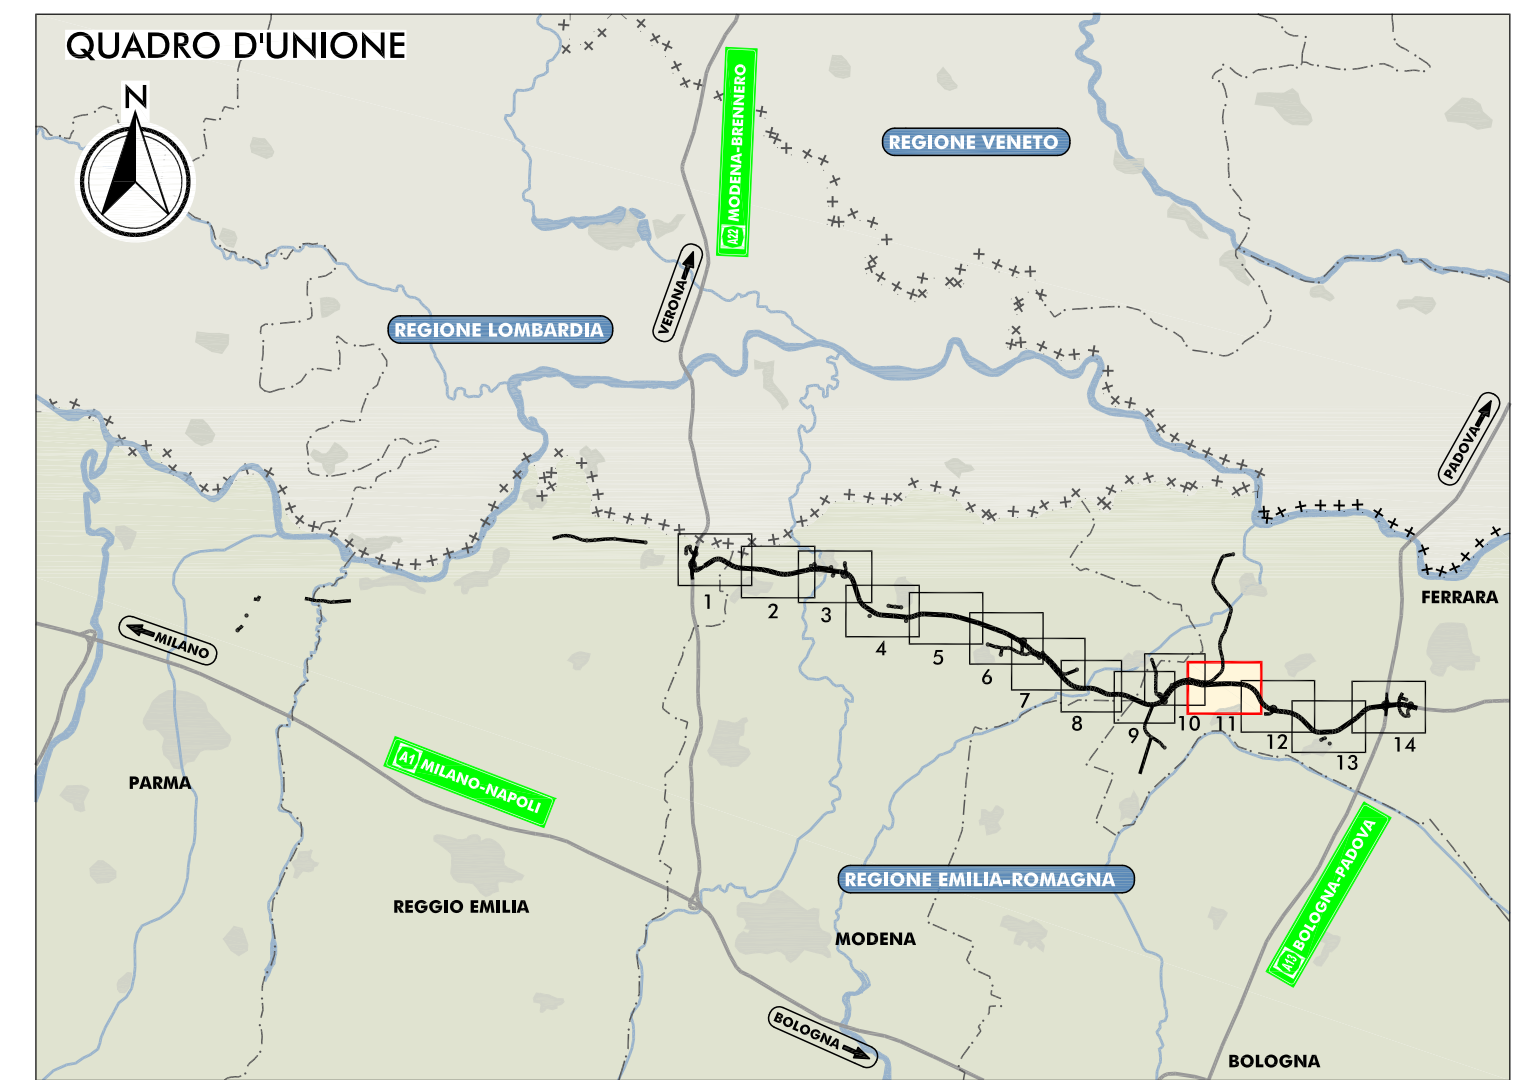 QUADRO D'UNIONE
N
A22 MODENA-BRENNERO
REGIONE VENETO
VERONA
REGIONE LOMBARDIA
PADOVA
FERRARA
1
2
3
4
5
6
7
8
9
10
11
12
13
14
MILANO
PARMA
A1 MILANO-NAPOLI
REGIONE EMILIA-ROMAGNA
A13 BOLOGNA-PADOVA
REGGIO EMILIA
MODENA
BOLOGNA
BOLOGNA